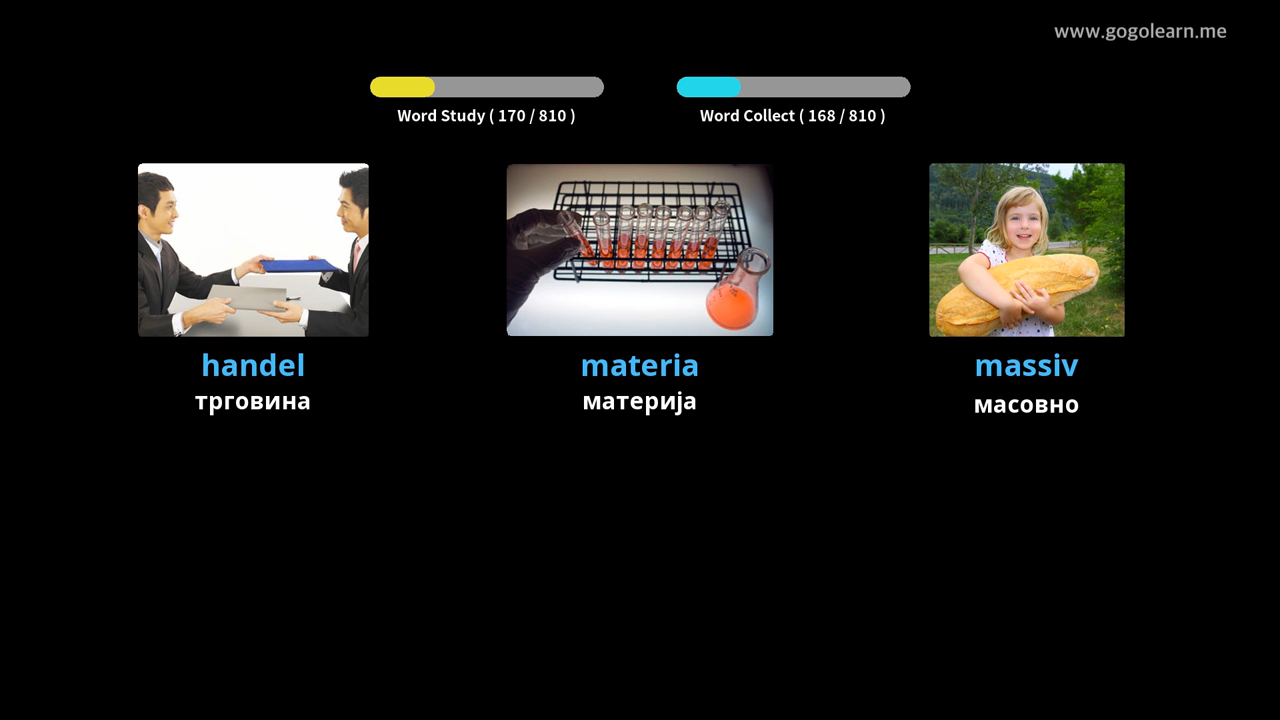 www.gogolearn.me
Word Study ( 170 / 810 )
Word Collect ( 168 / 810 )
handel
materia
massiv
трговина
материја
масовно